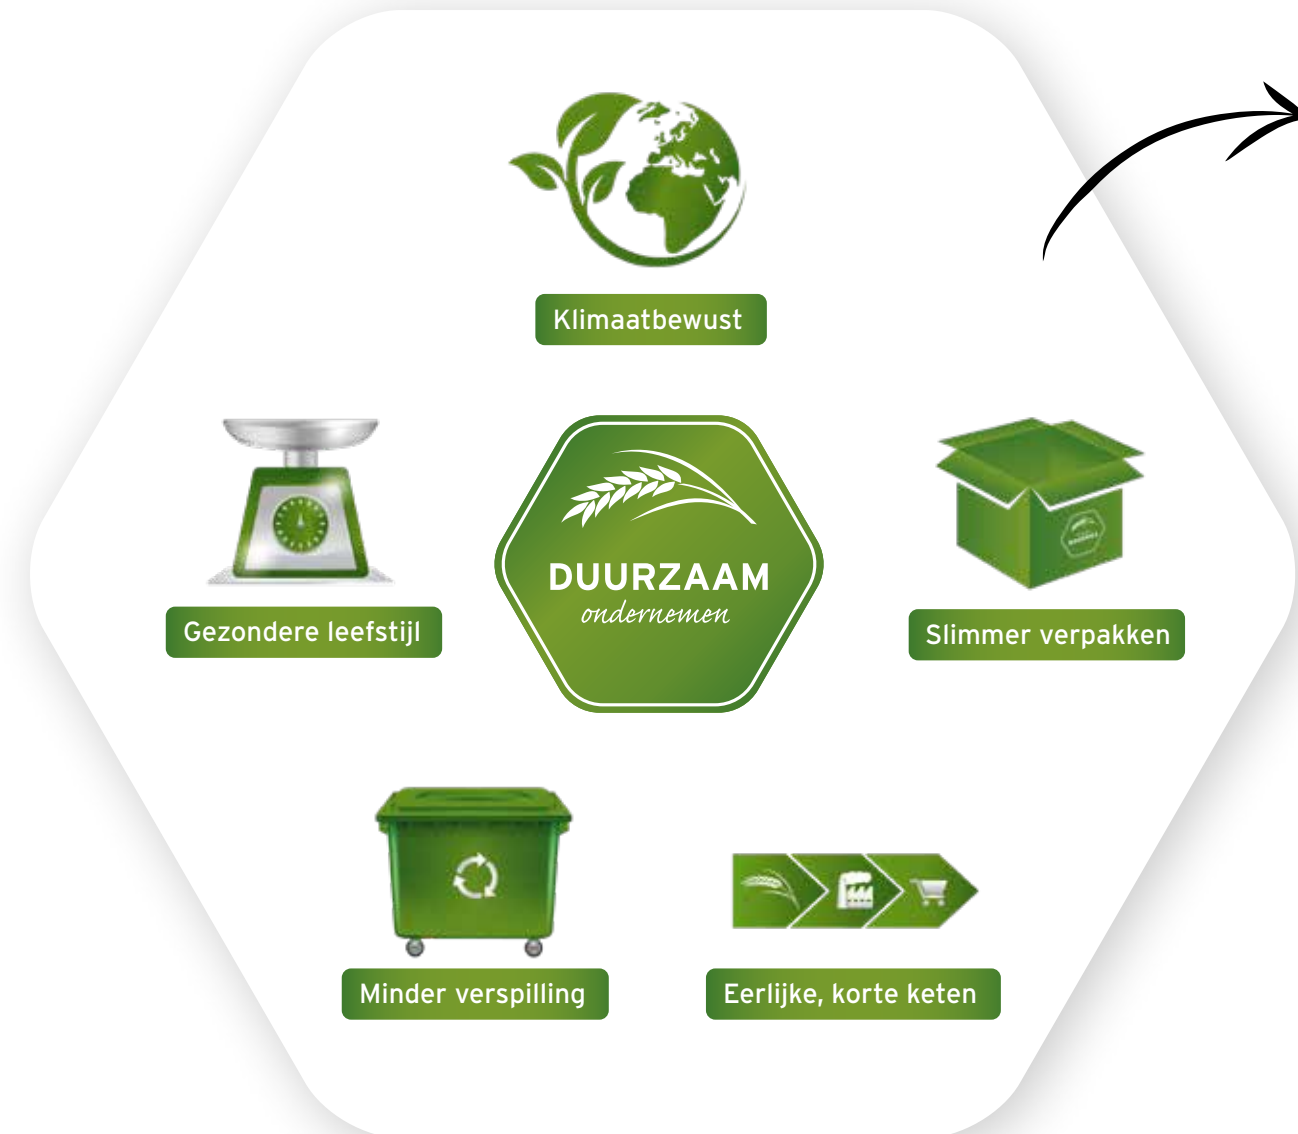 Klimaatbewust
DUURZAAM
ondernemen
Gezondere leefstijl
Slimmer verpakken
Minder verspilling
Eerlijke, korte keten